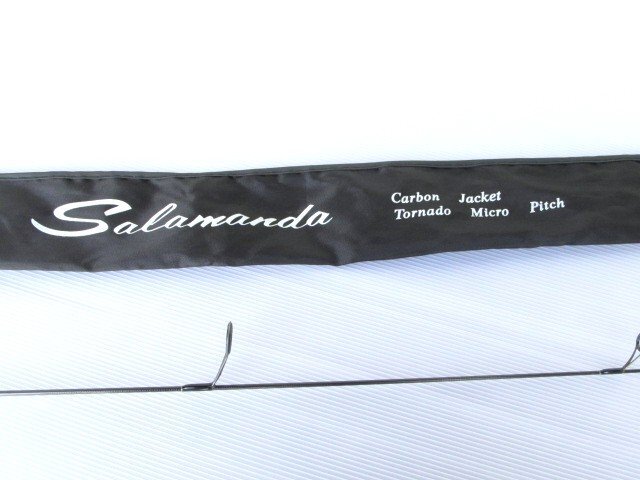 Salamanda
Carbon Jacket
Tornado Micro Pitch